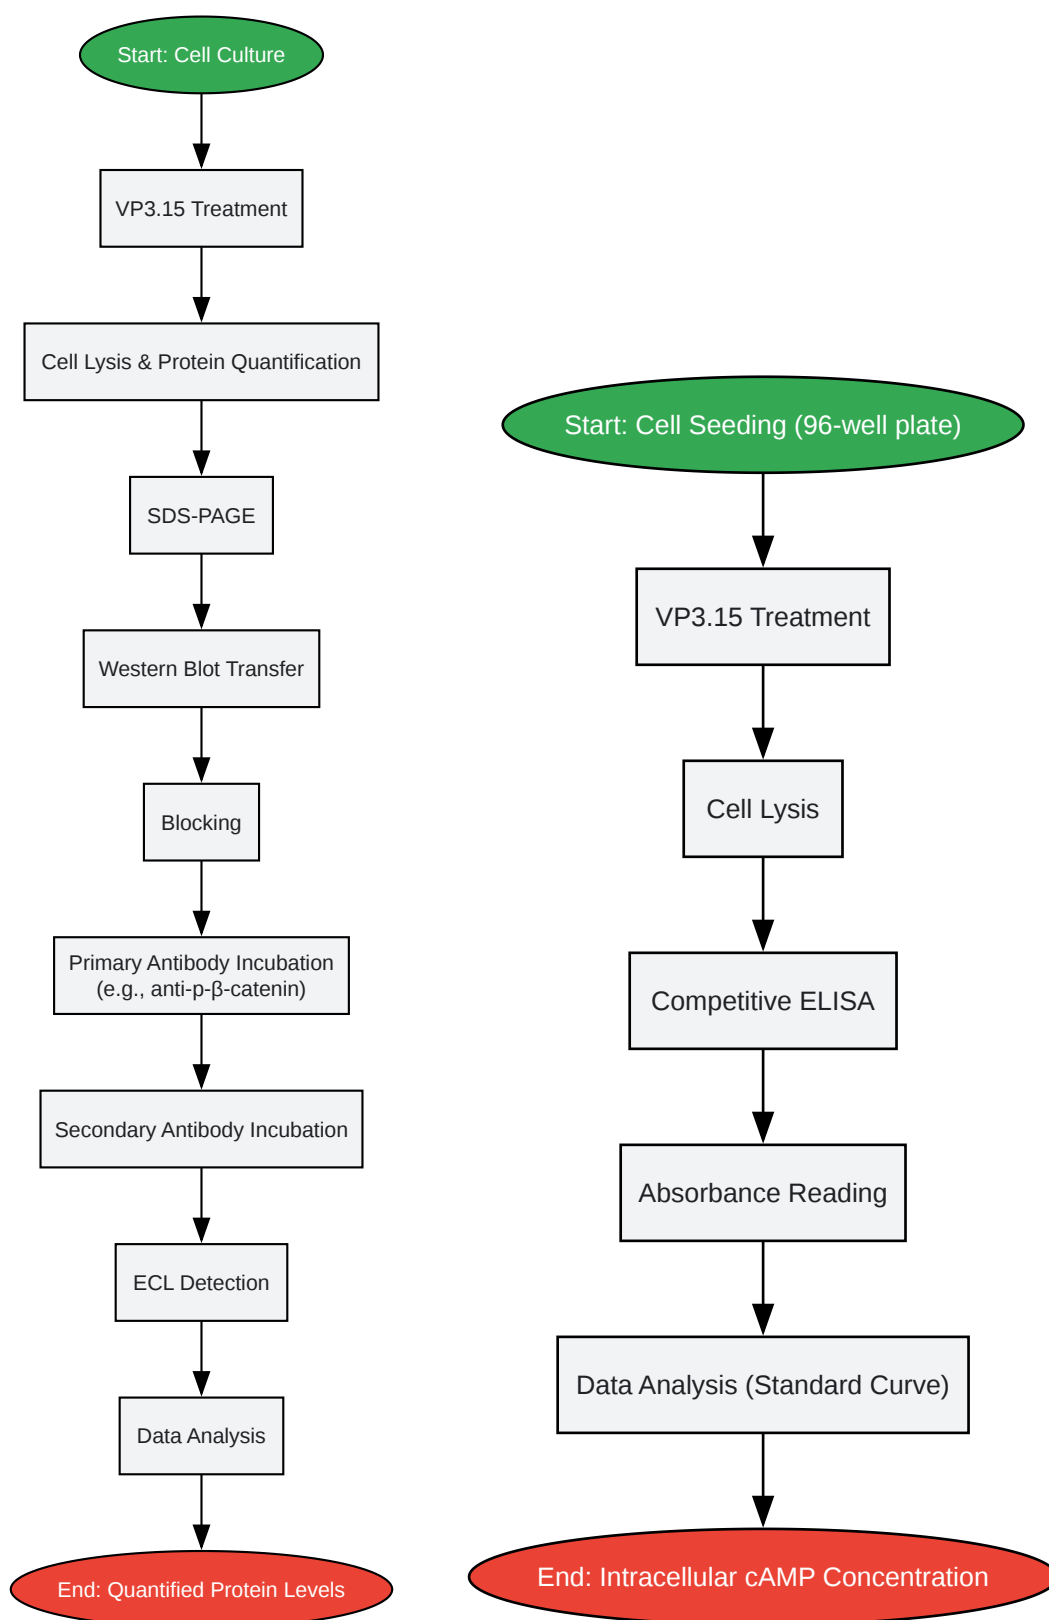 Start: Cell Culture
VP3.15 Treatment
Cell Lysis & Protein Quantification
SDS-PAGE
Western Blot Transfer
Blocking
Primary Antibody Incubation
(e.g., anti-p-β-catenin)
Secondary Antibody Incubation
ECL Detection
Data Analysis
End: Quantified Protein Levels
Start: Cell Seeding (96-well plate)
VP3.15 Treatment
Cell Lysis
Competitive ELISA
Absorbance Reading
Data Analysis (Standard Curve)
End: Intracellular cAMP Concentration